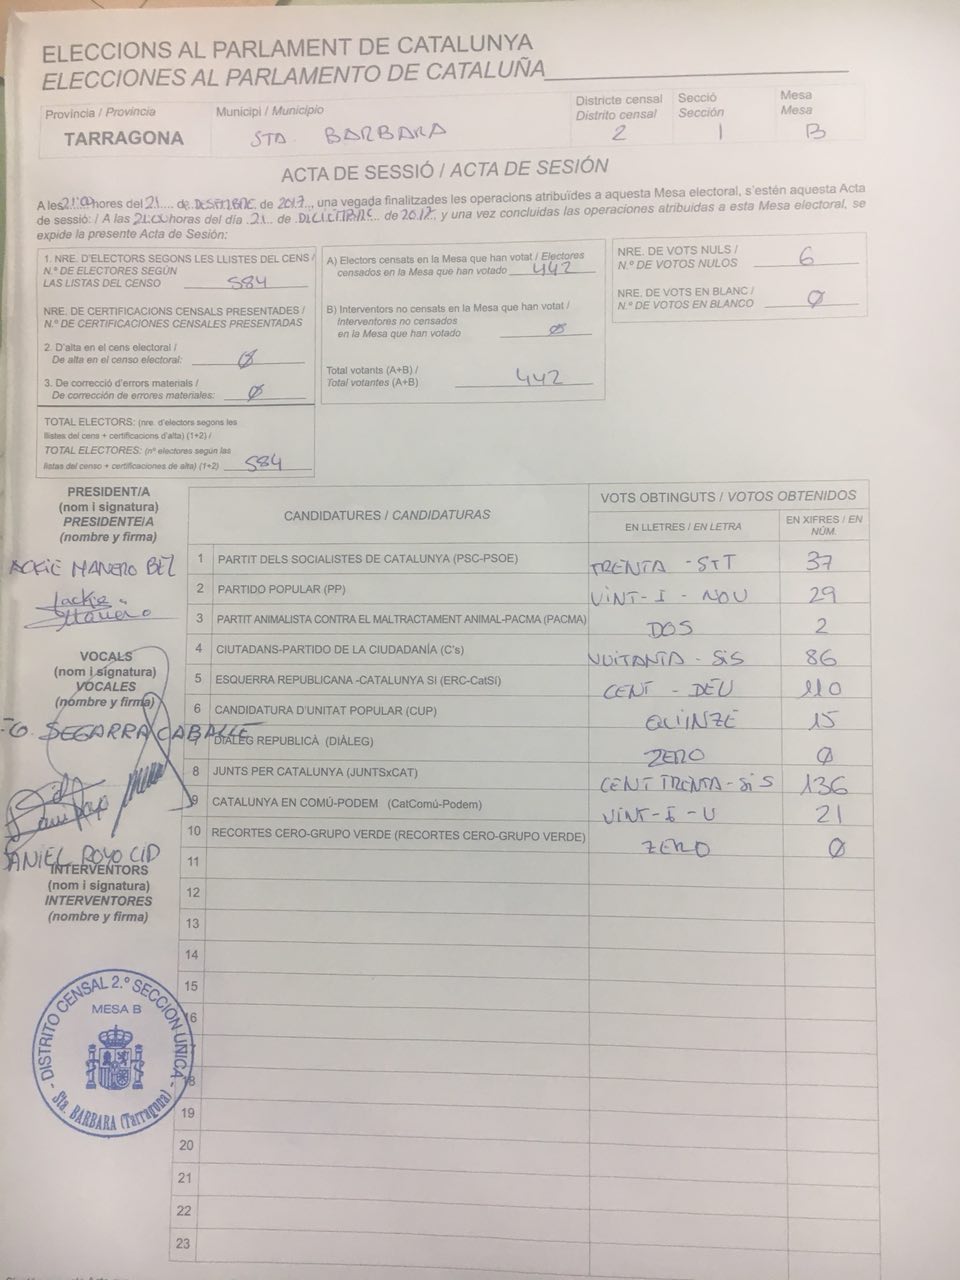 ELECCIONS AL PARLAMENT DE CATALUNYA
ELECCIONES AL PARLAMENTO DE CATALUÑA
Provincia / Provincia
TARRAGONA
Municipi / Municipio
STA. BARBARA
Districte censal
Distrito censal
2
Secció
Sección
1
Mesa
Mesa
B
ACTA DE SESSIÓ / ACTA DE SESIÓN
A les 21:00 hores del 21 de DESEMBRE de 2017, una vegada finalitzades les operacions atribuïdes a aquesta Mesa electoral, s'estén aquesta Acta
de sessió: / A las 21:00 horas del día 21 de DICIEMBRE de 2017, y una vez concluidas las operaciones atribuidas a esta Mesa electoral, se
expide la presente Acta de Sesión:
1. NRE. D'ELECTORS SEGONS LES LLISTES DEL CENS /
N.º DE ELECTORES SEGÚN
LAS LISTAS DEL CENSO 584
NRE. DE CERTIFICACIONS CENSALS PRESENTADES /
N.º DE CERTIFICACIONES CENSALES PRESENTADAS
2. D'alta en el cens electoral /
De alta en el censo electoral: Ø
3. De correcció d'errors materials /
De corrección de errores materiales: Ø
TOTAL ELECTORS: (nre. d'electors segons les
llistes del cens + certificacions d'alta) (1+2) /
TOTAL ELECTORES: (nº electores según las
listas del censo + certificaciones de alta) (1+2) 584
A) Electors censats en la Mesa que han votat / Electores
censados en la Mesa que han votado 442
B) Interventors no censats en la Mesa que han votat /
Interventores no censados
en la Mesa que han votado Ø
Total votants (A+B) /
Total votantes (A+B) 442
NRE. DE VOTS NULS /
N.º DE VOTOS NULOS 6
NRE. DE VOTS EN BLANC /
N.º DE VOTOS EN BLANCO Ø
PRESIDENT/A
(nom i signatura)
PRESIDENTE/A
(nombre y firma)
ACKIE MANERO BEL
Jackie
Manero
VOCALS
(nom i signatura)
VOCALES
(nombre y firma)
SEGARRA CABALLÉ
ANIEL ROYO CID
INTERVENTORS
(nom i signatura)
INTERVENTORES
(nombre y firma)
DISTRITO CENSAL 2.º SECCION UNICA
MESA B
Sta. BARBARA (Tarragona)
CANDIDATURES / CANDIDATURAS
VOTS OBTINGUTS / VOTOS OBTENIDOS
EN LLETRES / EN LETRA
EN XIFRES / EN
NÚM.
1 PARTIT DELS SOCIALISTES DE CATALUNYA (PSC-PSOE) TRENTA - SET 37
2 PARTIDO POPULAR (PP) VINT-I-NOU 29
3 PARTIT ANIMALISTA CONTRA EL MALTRACTAMENT ANIMAL-PACMA (PACMA) DOS 2
4 CIUTADANS-PARTIDO DE LA CIUDADANÍA (C's) VUITANTA - SIS 86
5 ESQUERRA REPUBLICANA -CATALUNYA SÍ (ERC-CatSí) CENT - DEU 110
6 CANDIDATURA D'UNITAT POPULAR (CUP) QUINZE 15
7 DIÀLEG REPUBLICÀ (DIÀLEG) ZERO Ø
8 JUNTS PER CATALUNYA (JUNTSxCAT) CENT TRENTA-SIS 136
9 CATALUNYA EN COMÚ-PODEM (CatComú-Podem) VINT-I-U 21
10 RECORTES CERO-GRUPO VERDE (RECORTES CERO-GRUPO VERDE) ZERO Ø
11
12
13
14
15
16
17
18
19
20
21
22
23